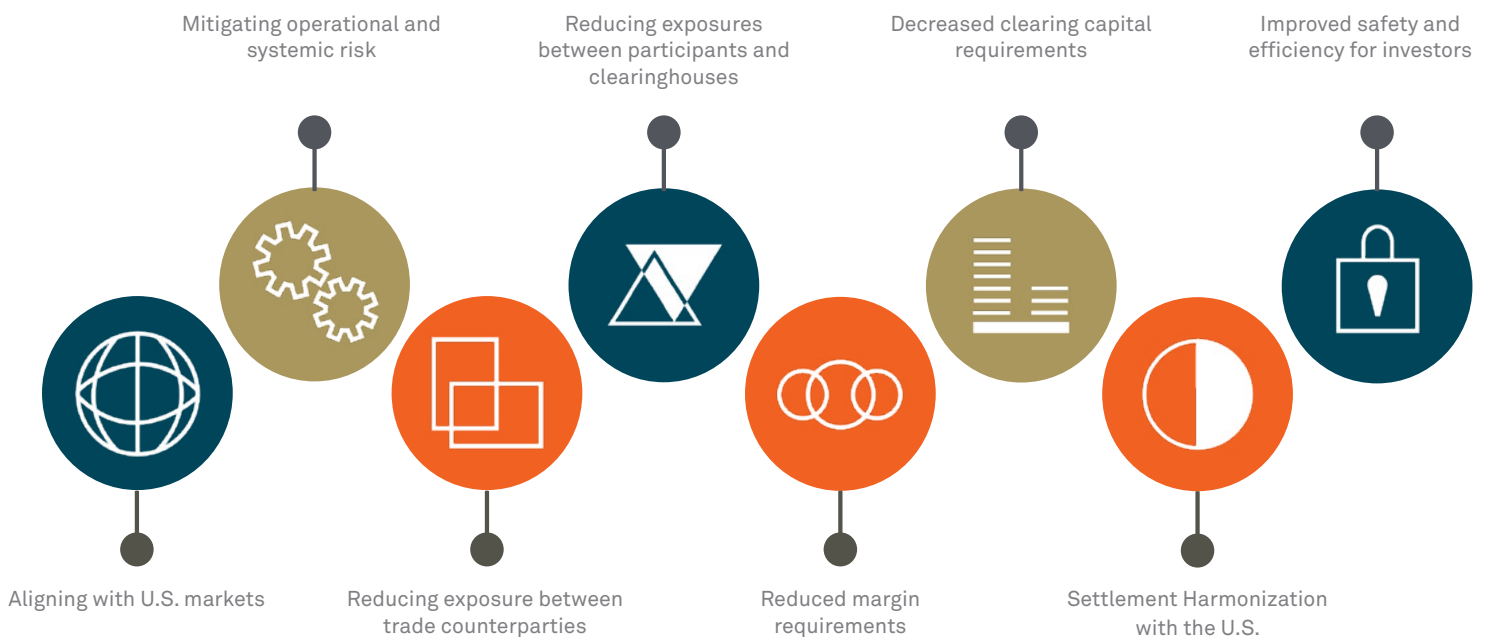 Mitigating operational and
systemic risk
Reducing exposures
between participants and
clearinghouses
Decreased clearing capital
requirements
Improved safety and
efficiency for investors
Aligning with U.S. markets
Reducing exposure between
trade counterparties
Reduced margin
requirements
Settlement Harmonization
with the U.S.